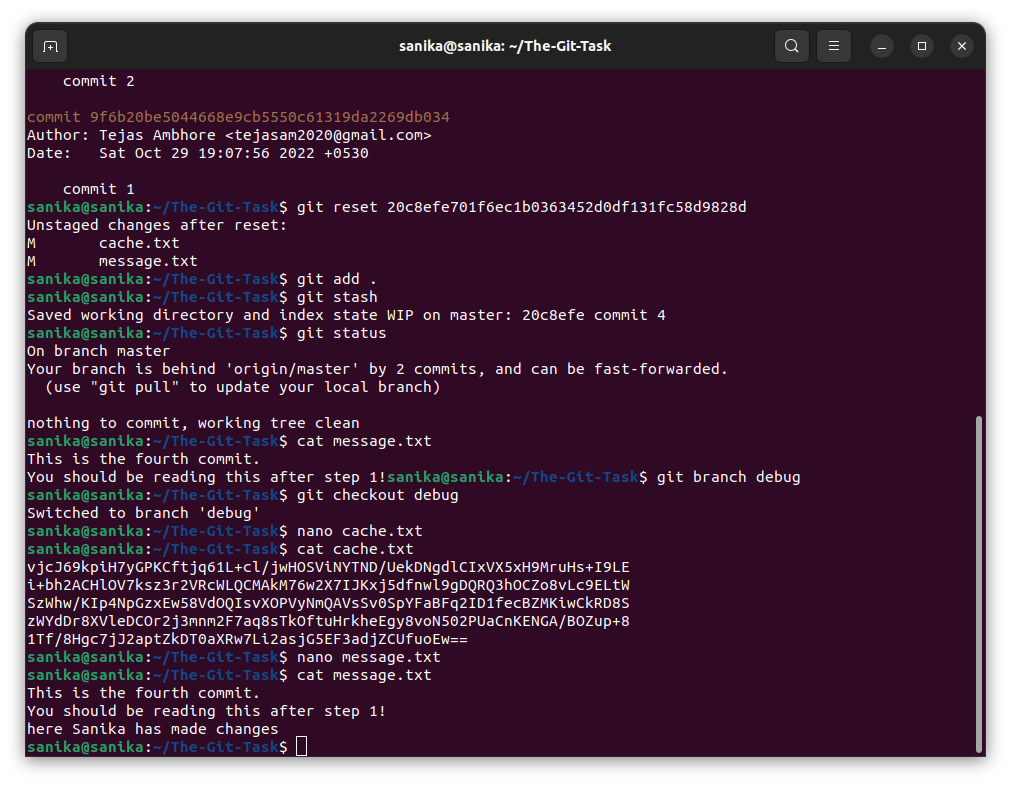 sanika@sanika: ~/The-Git-Task
    commit 2
commit 9f6b20be5044668e9cb5550c61319da2269db034
Author: Tejas Ambhore <tejasam2020@gmail.com>
Date:   Sat Oct 29 19:07:56 2022 +0530
    commit 1
sanika@sanika:~/The-Git-Task$ git reset 20c8efe701f6ec1b0363452d0df131fc58d9828d
Unstaged changes after reset:
M       cache.txt
M       message.txt
sanika@sanika:~/The-Git-Task$ git add .
sanika@sanika:~/The-Git-Task$ git stash
Saved working directory and index state WIP on master: 20c8efe commit 4
sanika@sanika:~/The-Git-Task$ git status
On branch master
Your branch is behind 'origin/master' by 2 commits, and can be fast-forwarded.
  (use "git pull" to update your local branch)
nothing to commit, working tree clean
sanika@sanika:~/The-Git-Task$ cat message.txt
This is the fourth commit.
You should be reading this after step 1!sanika@sanika:~/The-Git-Task$ git branch debug
sanika@sanika:~/The-Git-Task$ git checkout debug
Switched to branch 'debug'
sanika@sanika:~/The-Git-Task$ nano cache.txt
sanika@sanika:~/The-Git-Task$ cat cache.txt
vjcJ69kpiH7yGPKCftjq61L+cl/jwHOSViNYTND/UekDNgdlCIxVX5xH9MruHs+I9LE
i+bh2ACHlOV7ksz3r2VRcWLQCMAkM76w2X7IJKxj5dfnwl9gDQRQ3hOCZo8vLc9ELtW
SzWhw/KIp4NpGzxEw58VdOQIsvXOPVyNmQAVsSv0SpYFaBFq2ID1fecBZMKiwCkRD8S
zWYdDr8XVleDCOr2j3mnm2F7aq8sTkOftuHrkheEgy8voN502PUaCnKENGA/BOZup+8
1Tf/8Hgc7jJ2aptZkDT0aXRw7Li2asjG5EF3adjZCUfuoEw==
sanika@sanika:~/The-Git-Task$ nano message.txt
sanika@sanika:~/The-Git-Task$ cat message.txt
This is the fourth commit.
You should be reading this after step 1!
here Sanika has made changes
sanika@sanika:~/The-Git-Task$